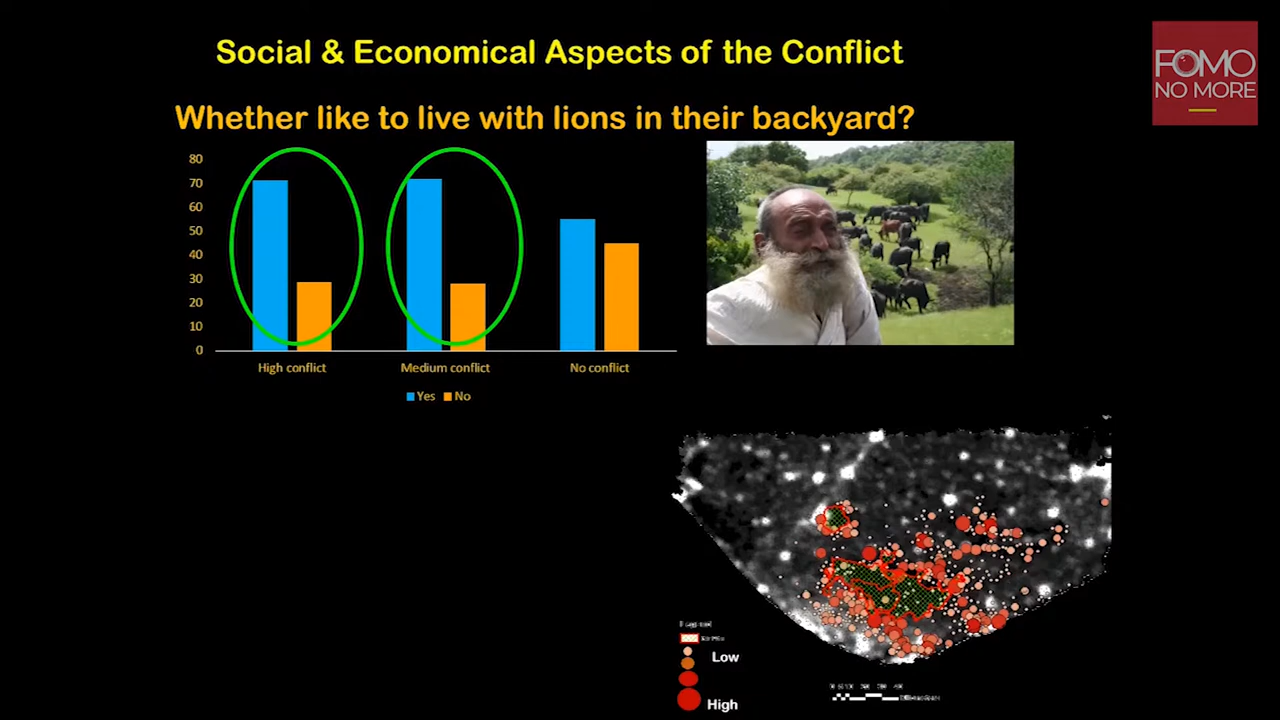 Social & Economical Aspects of the Conflict
FOMO
NO MORE
Whether like to live with lions in their backyard?
80
70
60
50
40
30
20
10
0
High conflict
Medium conflict
No conflict
Yes
No
Low
High